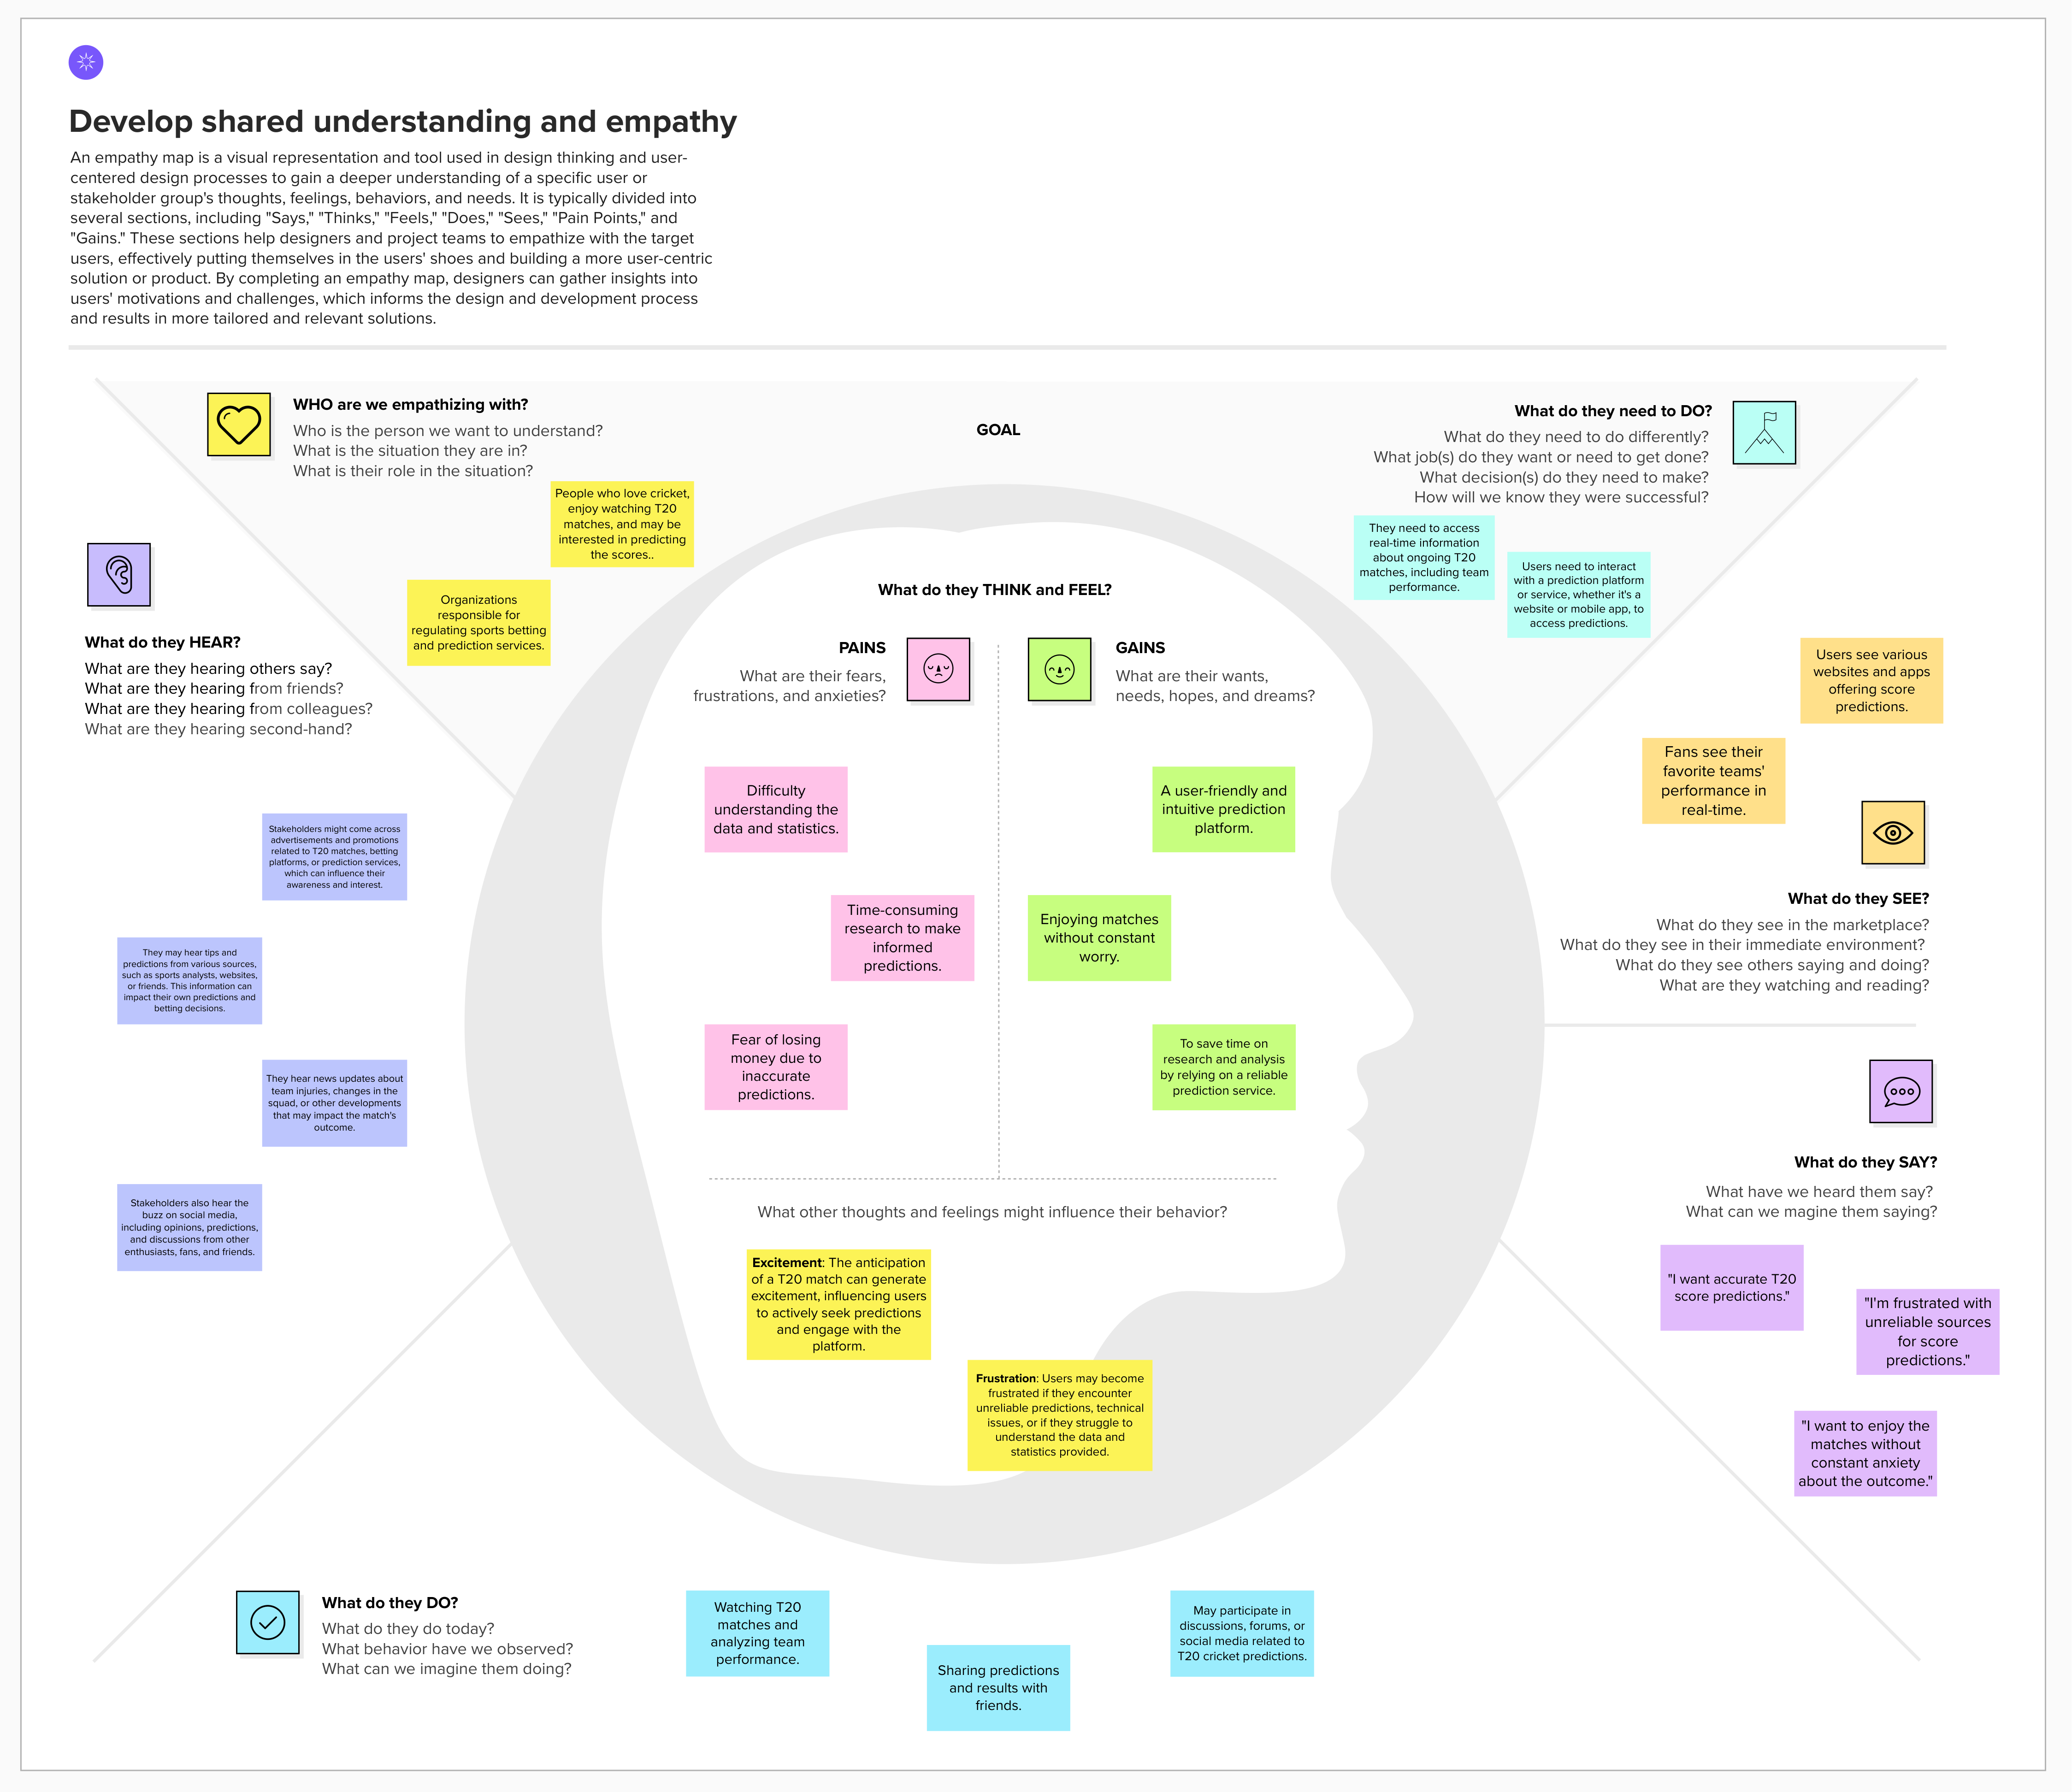 Develop shared understanding and empathy
An empathy map is a visual representation and tool used in design thinking and user-
centered design processes to gain a deeper understanding of a specific user or
stakeholder group's thoughts, feelings, behaviors, and needs. It is typically divided into
several sections, including "Says," "Thinks," "Feels," "Does," "Sees," "Pain Points," and
"Gains." These sections help designers and project teams to empathize with the target
users, effectively putting themselves in the users' shoes and building a more user-centric
solution or product. By completing an empathy map, designers can gather insights into
users' motivations and challenges, which informs the design and development process
and results in more tailored and relevant solutions.
WHO are we empathizing with?
Who is the person we want to understand?
What is the situation they are in?
What is their role in the situation?
People who love cricket,
enjoy watching T20
matches, and may be
interested in predicting
the scores..
Organizations
responsible for
regulating sports betting
and prediction services.
GOAL
What do they need to DO?
What do they need to do differently?
What job(s) do they want or need to get done?
What decision(s) do they need to make?
How will we know they were successful?
They need to access
real-time information
about ongoing T20
matches, including team
performance.
Users need to interact
with a prediction platform
or service, whether it's a
website or mobile app, to
access predictions.
What do they HEAR?
What are they hearing others say?
What are they hearing from friends?
What are they hearing from colleagues?
What are they hearing second-hand?
Stakeholders might come across
advertisements and promotions
related to T20 matches, betting
platforms, or prediction services,
which can influence their
awareness and interest.
They may hear tips and
predictions from various sources,
such as sports analysts, websites,
or friends. This information can
impact their own predictions and
betting decisions.
They hear news updates about
team injuries, changes in the
squad, or other developments
that may impact the match's
outcome.
Stakeholders also hear the
buzz on social media,
including opinions, predictions,
and discussions from other
enthusiasts, fans, and friends.
What do they THINK and FEEL?
PAINS
What are their fears,
frustrations, and anxieties?
Difficulty
understanding the
data and statistics.
Time-consuming
research to make
informed
predictions.
Fear of losing
money due to
inaccurate
predictions.
GAINS
What are their wants,
needs, hopes, and dreams?
A user-friendly and
intuitive prediction
platform.
Enjoying matches
without constant
worry.
To save time on
research and analysis
by relying on a reliable
prediction service.
What other thoughts and feelings might influence their behavior?
Excitement: The anticipation
of a T20 match can generate
excitement, influencing users
to actively seek predictions
and engage with the
platform.
Frustration: Users may become
frustrated if they encounter
unreliable predictions, technical
issues, or if they struggle to
understand the data and
statistics provided.
Users see various
websites and apps
offering score
predictions.
Fans see their
favorite teams'
performance in
real-time.
What do they SEE?
What do they see in the marketplace?
What do they see in their immediate environment?
What do they see others saying and doing?
What are they watching and reading?
What do they SAY?
What have we heard them say?
What can we magine them saying?
"I want accurate T20
score predictions."
"I'm frustrated with
unreliable sources
for score
predictions."
"I want to enjoy the
matches without
constant anxiety
about the outcome."
What do they DO?
What do they do today?
What behavior have we observed?
What can we imagine them doing?
Watching T20
matches and
analyzing team
performance.
Sharing predictions
and results with
friends.
May participate in
discussions, forums, or
social media related to
T20 cricket predictions.